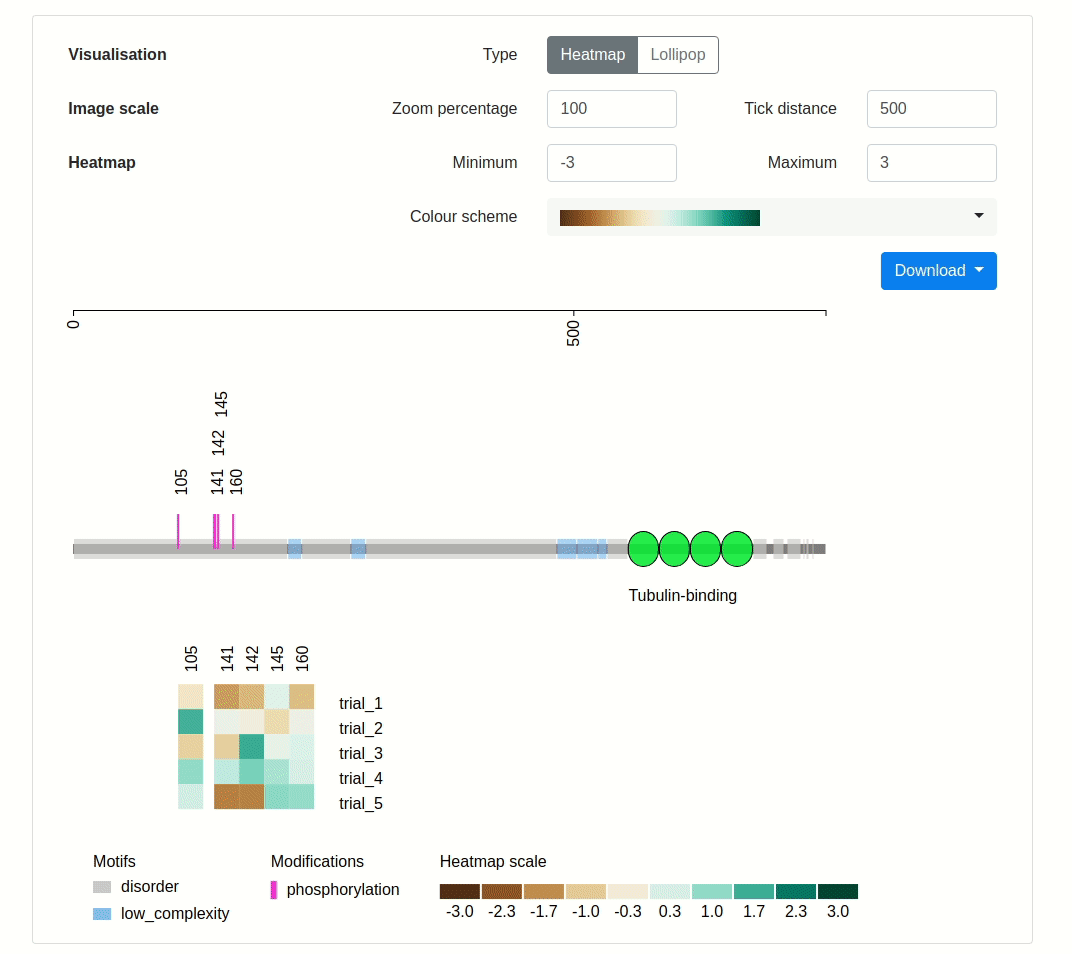 Visualisation Type Heatmap Lollipop
Image scale Zoom percentage 100 Tick distance 500
Heatmap Minimum -3 Maximum 3
Colour scheme
Download
0 500
145
142
105 141 160
Tubulin-binding
105 141 142 145 160
trial_1
trial_2
trial_3
trial_4
trial_5
Motifs Modifications Heatmap scale
disorder phosphorylation
low_complexity
-3.0 -2.3 -1.7 -1.0 -0.3 0.3 1.0 1.7 2.3 3.0